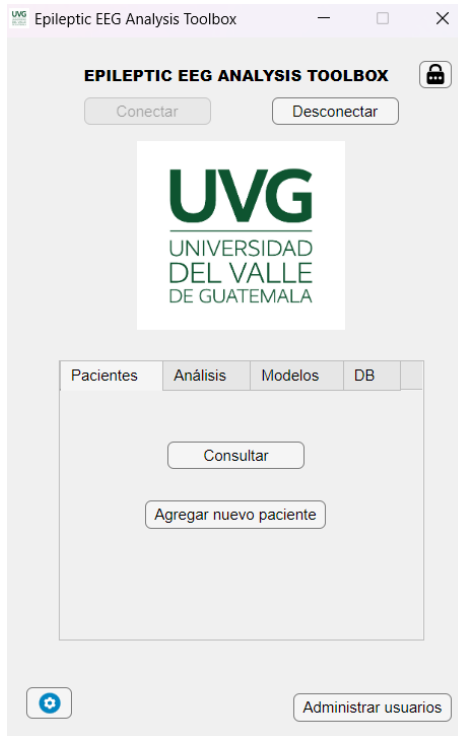 UVG Epileptic EEG Analysis Toolbox
EPILEPTIC EEG ANALYSIS TOOLBOX
Conectar Desconectar
UVG
UNIVERSIDAD
DEL VALLE
DE GUATEMALA
Pacientes Análisis Modelos DB
Consultar
Agregar nuevo paciente
Administrar usuarios